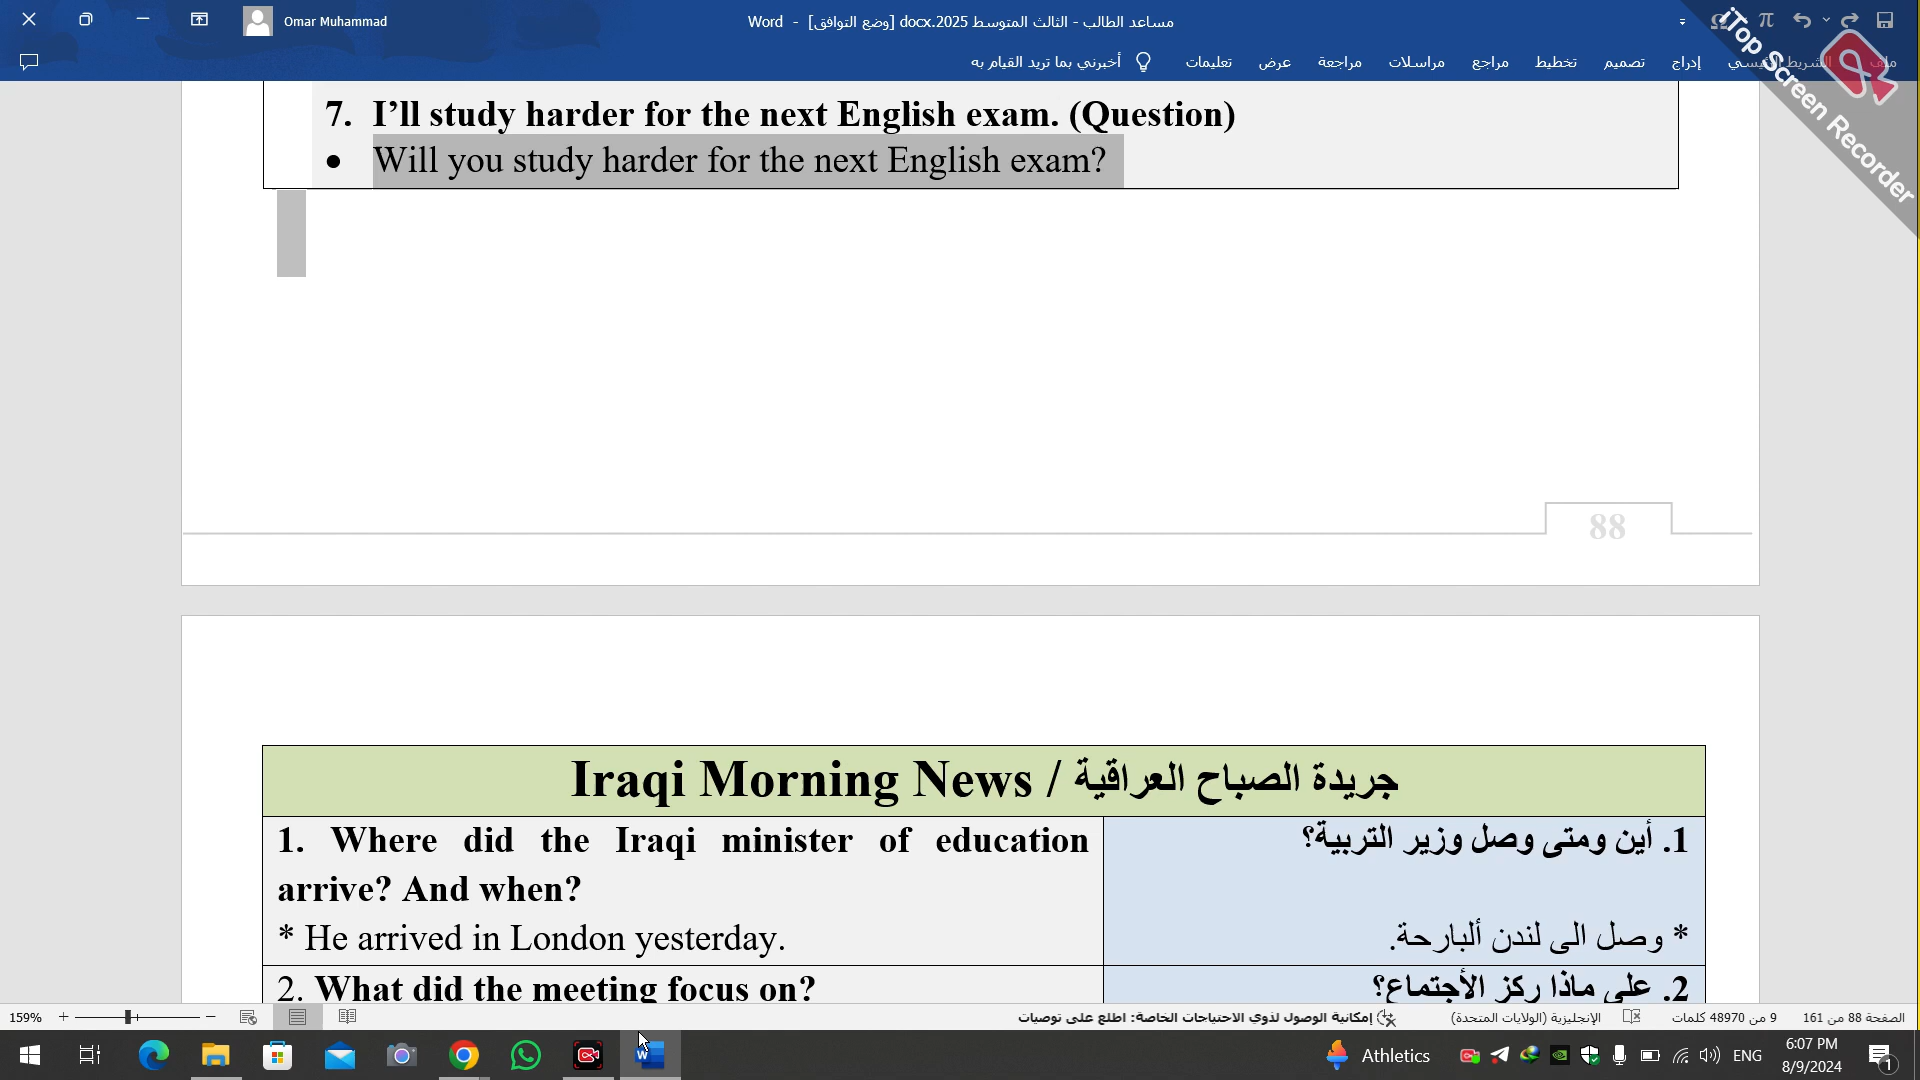 Omar Muhammad
مساعد الطالب - الثالث المتوسط 2025.docx [وضع التوافق] - Word
الشريط الرئيسي إدراج تصميم تخطيط مراجع مراسلات مراجعة عرض تعليمات أخبرني بما تريد القيام به
iTop Screen Recorder
7. I’ll study harder for the next English exam. (Question)
● Will you study harder for the next English exam?
88
Iraqi Morning News / جريدة الصباح العراقية
1. Where did the Iraqi minister of education
arrive? And when?
* He arrived in London yesterday.
1. أين ومتى وصل وزير التربية؟
* وصل الى لندن ألبارحة.
2. What did the meeting focus on?
2. على ماذا ركز الأجتماع؟
الصفحة 88 من 161 9 من 48970 كلمات الإنجليزية (الولايات المتحدة) إمكانية الوصول لذوي الاحتياجات الخاصة: اطلع على توصيات
159%
Athletics
ENG
6:07 PM
8/9/2024
1